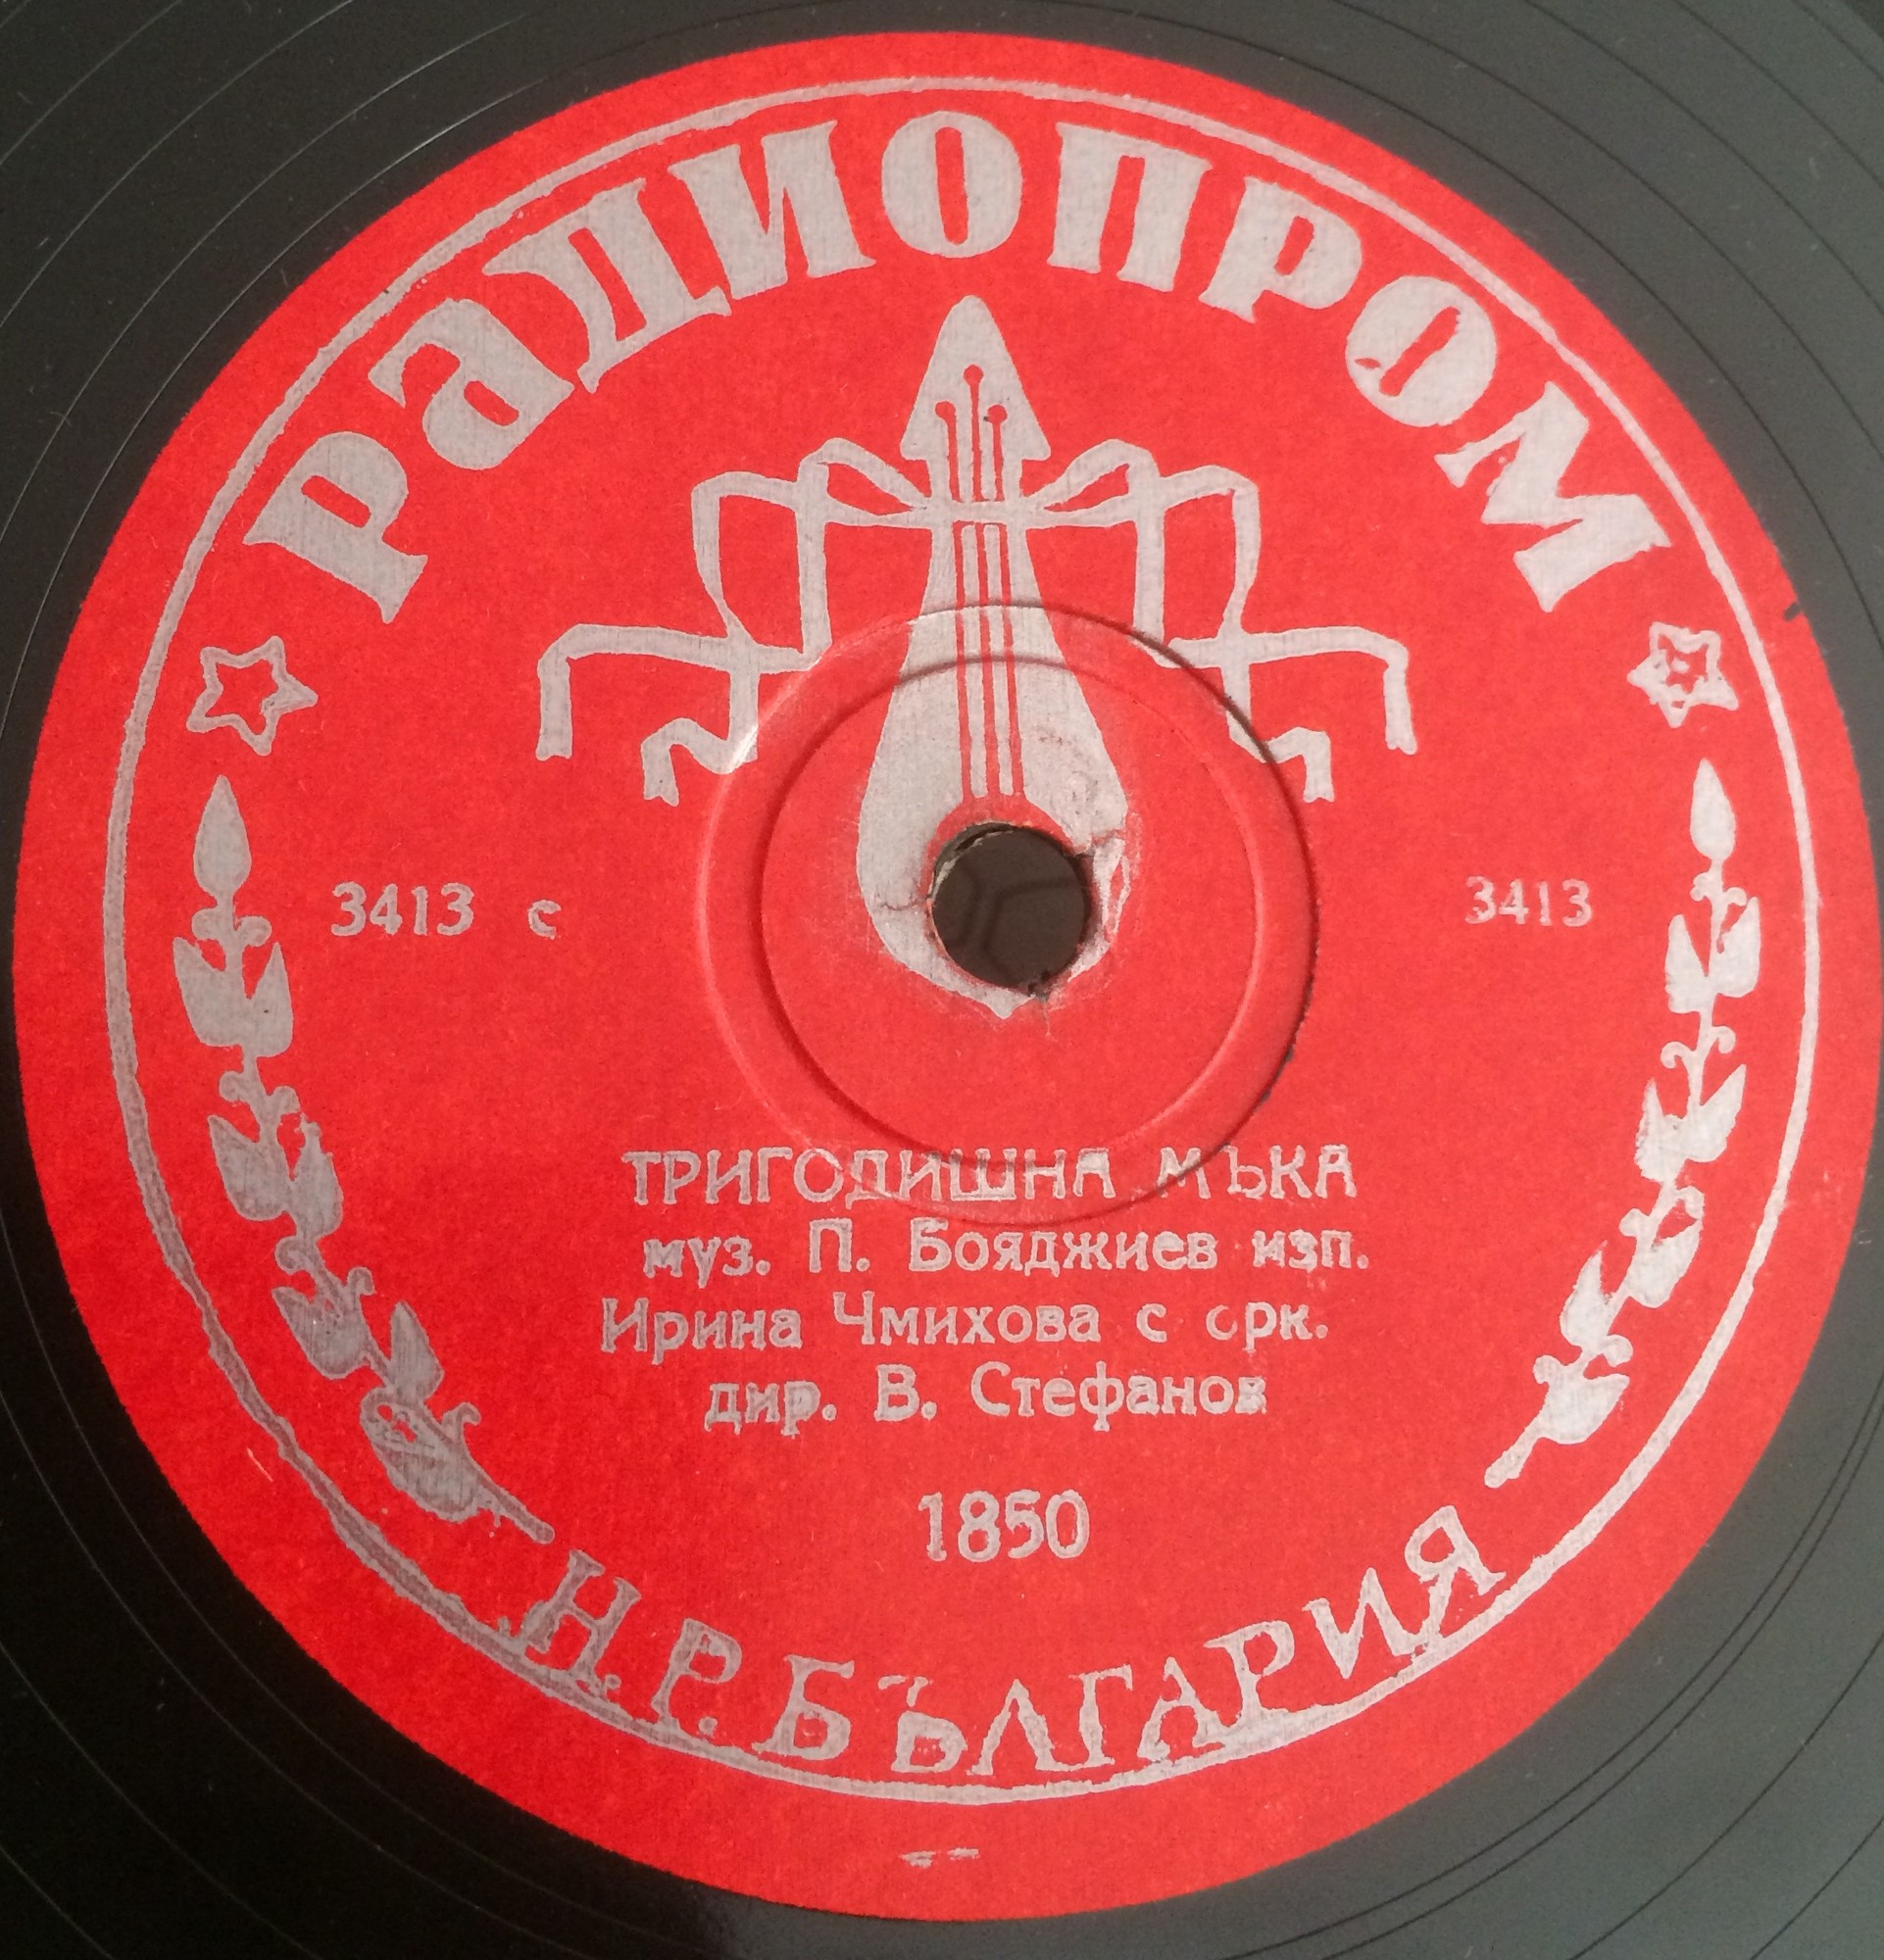 РАДИОПРОМ
3413 с
3413
ТРИГОДИШНА МЪКА
муз. П. Бояджиев изп.
Ирина Чмихова с орк.
дир. В. Стефанов
1850
Н.Р. БЪЛГАРИЯ